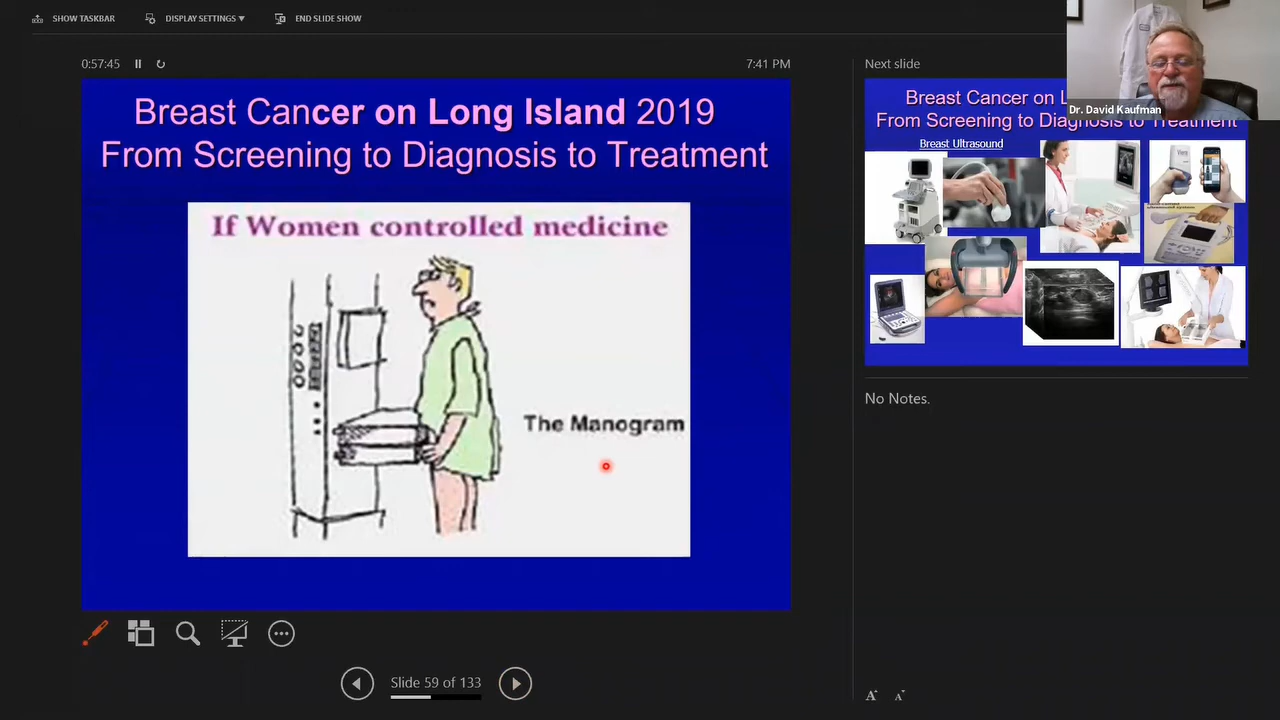 SHOW TASKBAR
DISPLAY SETTINGS ▼
END SLIDE SHOW
0:57:45
7:41 PM
Breast Cancer on Long Island 2019
From Screening to Diagnosis to Treatment
If Women controlled medicine
The Manogram
Slide 59 of 133
Next slide
Dr. David Kaufman
Breast Cancer on L
From Screening to Diagnosis to Treatment
Breast Ultrasound
No Notes.
A
A